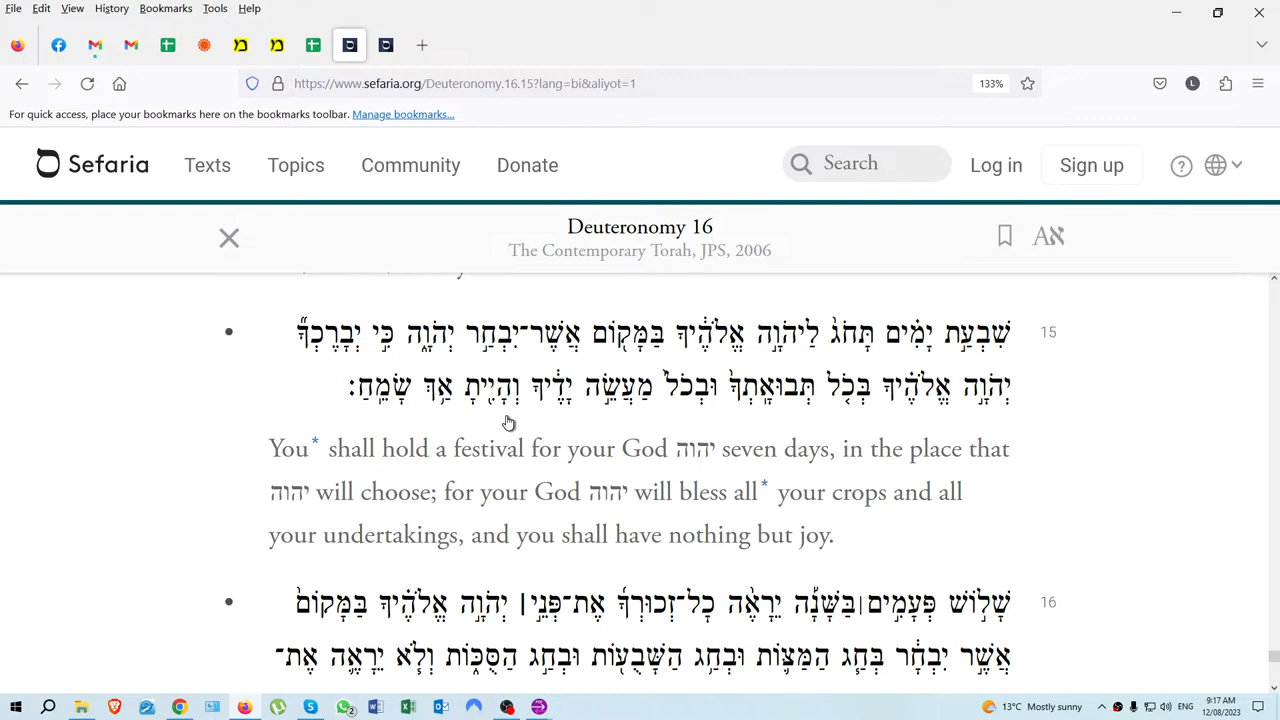 File Edit View History Bookmarks Tools Help
https://www.sefaria.org/Deuteronomy.16.15?lang=bi&aliyot=1
133%
L
For quick access, place your bookmarks here on the bookmarks toolbar. Manage bookmarks...
Sefaria Texts Topics Community Donate Search Log in Sign up
Deuteronomy 16
The Contemporary Torah, JPS, 2006
Aא
15
שִׁבְעַ֣ת יָמִ֗ים תָּחֹג֙ לַיהֹוָ֣ה אֱלֹהֶ֔יךָ בַּמָּק֖וֹם אֲשֶׁר־יִבְחַ֣ר יְהֹוָ֑ה כִּ֣י יְבָרֶכְךָ֞
יְהֹוָ֣ה אֱלֹהֶ֗יךָ בְּכֹ֤ל תְּבוּאָֽתְךָ֙ וּבְכֹל֙ מַעֲשֵׂ֣ה יָדֶ֔יךָ וְהָיִ֖יתָ אַ֥ךְ שָׂמֵֽחַ׃
You* shall hold a festival for your God יהוה seven days, in the place that
יהוה will choose; for your God יהוה will bless all* your crops and all
your undertakings, and you shall have nothing but joy.
16
שָׁל֣וֹשׁ פְּעָמִ֣ים ׀ בַּשָּׁנָ֡ה יֵרָאֶ֨ה כׇל־זְכוּרְךָ֜ אֶת־פְּנֵ֣י ׀ יְהֹוָ֣ה אֱלֹהֶ֗יךָ בַּמָּקוֹם֙
אֲשֶׁ֣ר יִבְחָ֔ר בְּחַ֧ג הַמַּצּ֛וֹת וּבְחַ֥ג הַשָּׁבֻע֖וֹת וּבְחַ֣ג הַסֻּכּ֑וֹת וְלֹ֧א יֵרָאֶ֛ה אֶת־
2
13°C Mostly sunny
ENG
9:17 AM
12/08/2023